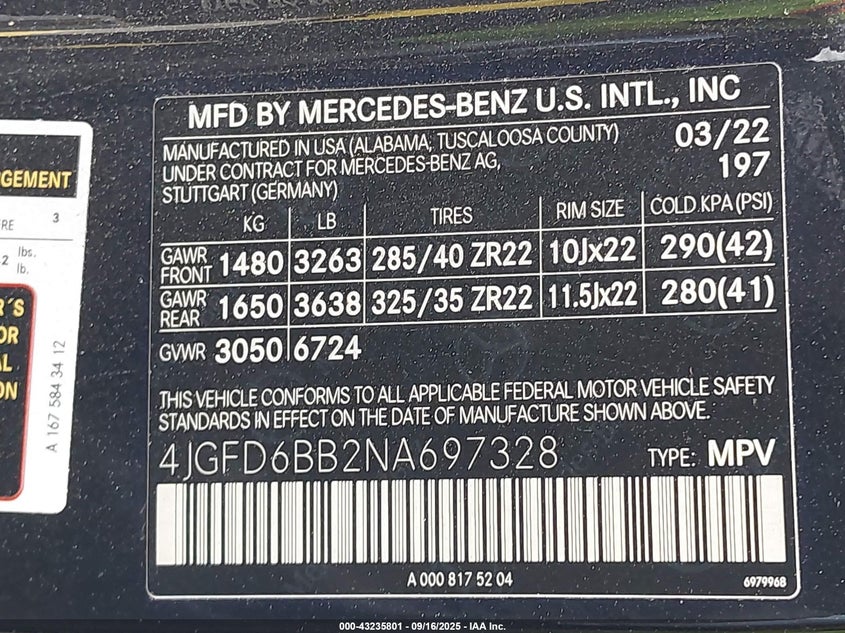 MFD BY MERCEDES-BENZ U.S. INTL., INC
MANUFACTURED IN USA (ALABAMA, TUSCALOOSA COUNTY)
UNDER CONTRACT FOR MERCEDES-BENZ AG,
STUTTGART (GERMANY)
03/22
197
KG LB TIRES RIM SIZE COLD KPA (PSI)
GAWR FRONT 1480 3263 285/40 ZR22 10Jx22 290(42)
GAWR REAR 1650 3638 325/35 ZR22 11.5Jx22 280(41)
GVWR 3050 6724
THIS VEHICLE CONFORMS TO ALL APPLICABLE FEDERAL MOTOR VEHICLE SAFETY
STANDARDS IN EFFECT ON THE DATE OF MANUFACTURE SHOWN ABOVE.
4JGFD6BB2NA697328 TYPE: MPV
A 000 817 52 04
6979968
GEMENT
3
lbs.
lb.
A 167 584 34 12
000-43235801 - 09/16/2025 - IAA Inc.